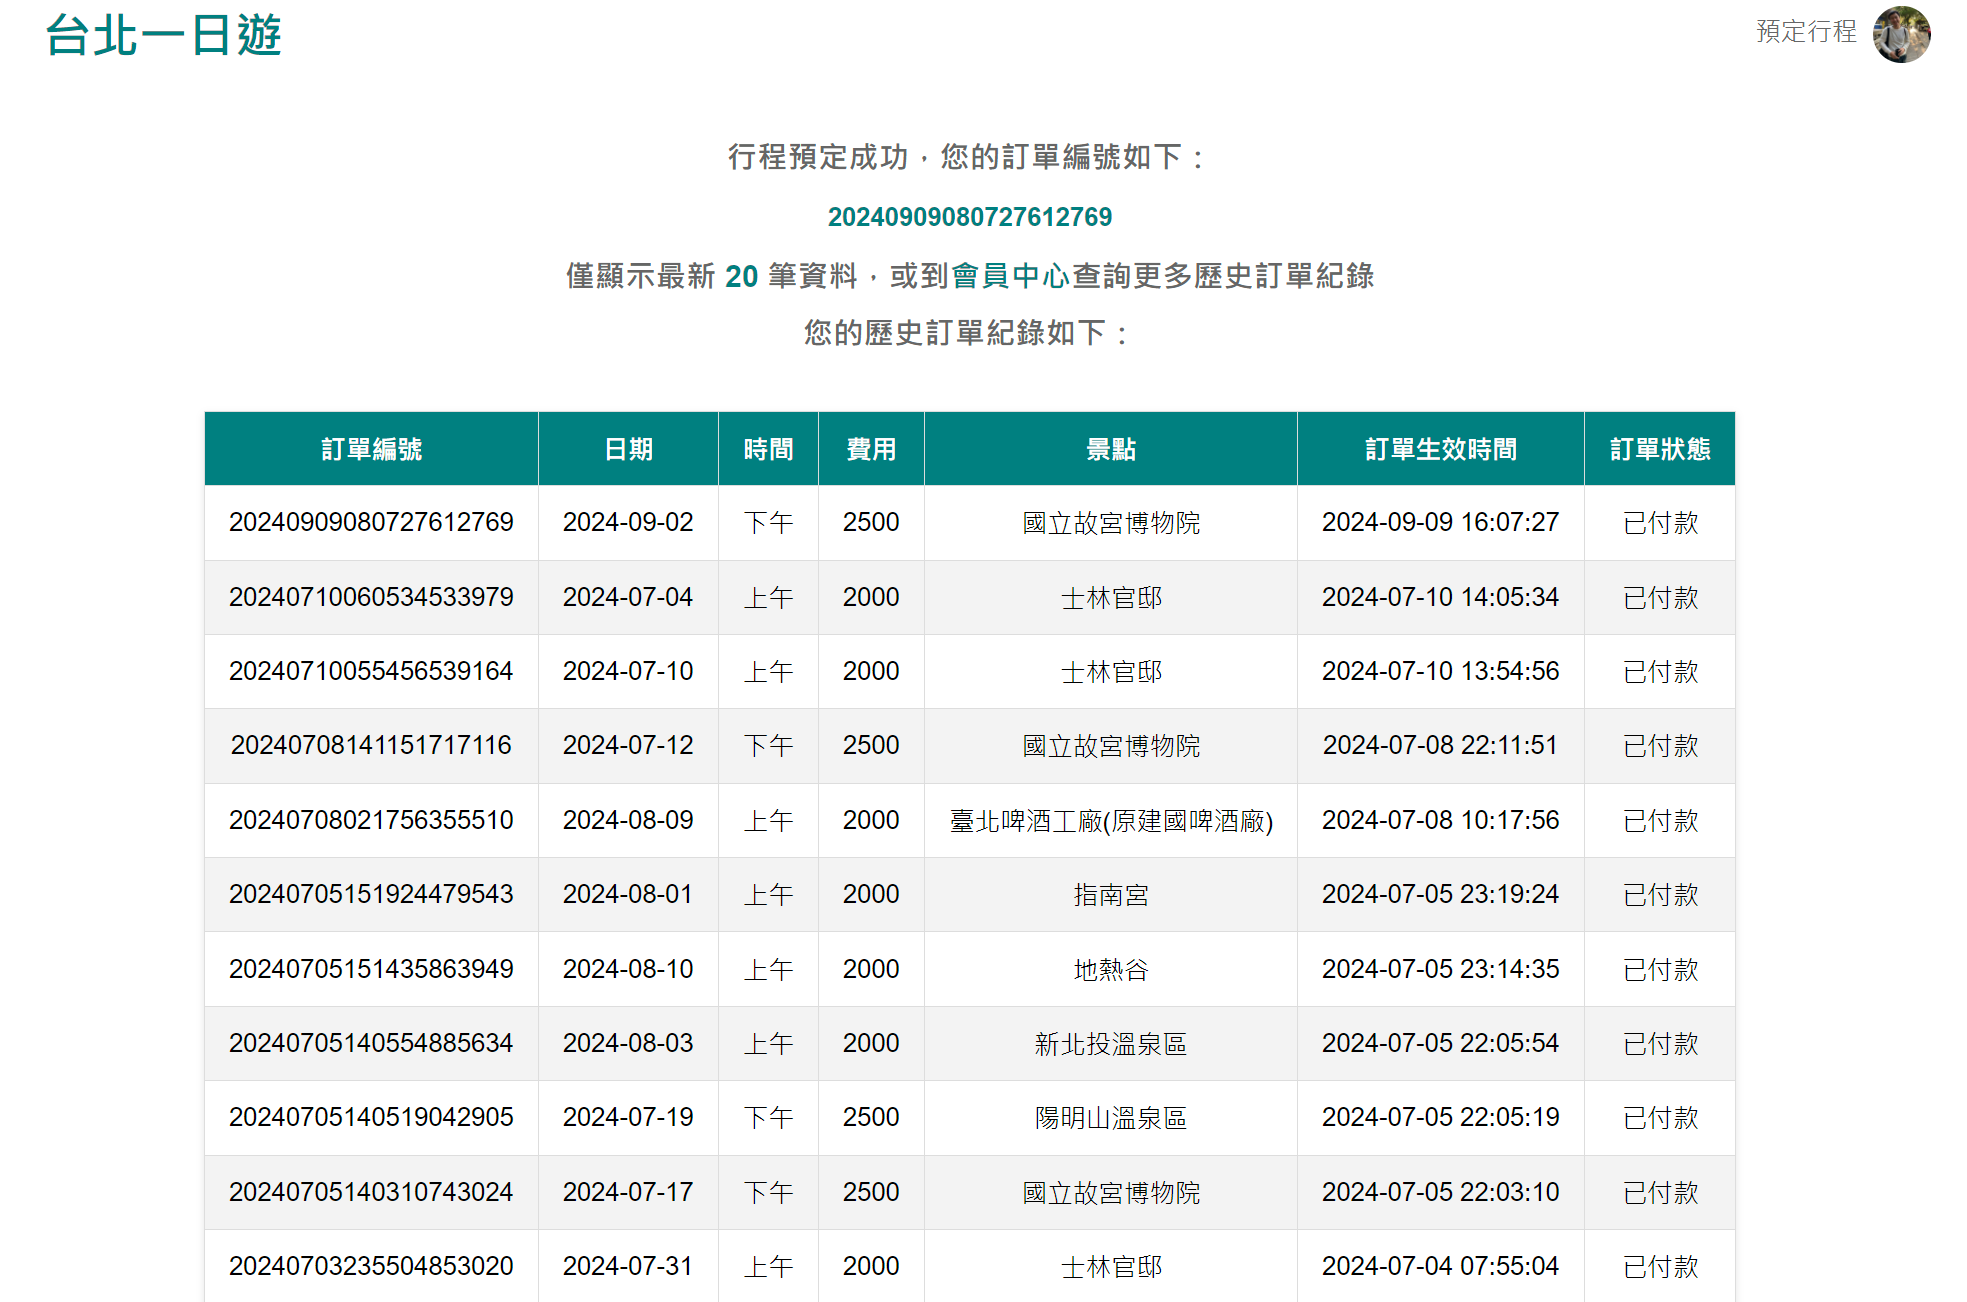 台北一日遊
預定行程
行程預定成功，您的訂單編號如下：
20240909080727612769
僅顯示最新 20 筆資料，或到會員中心查詢更多歷史訂單紀錄
您的歷史訂單紀錄如下：
訂單編號 日期 時間 費用 景點 訂單生效時間 訂單狀態
20240909080727612769 2024-09-02 下午 2500 國立故宮博物院 2024-09-09 16:07:27 已付款
20240710060534533979 2024-07-04 上午 2000 士林官邸 2024-07-10 14:05:34 已付款
20240710055456539164 2024-07-10 上午 2000 士林官邸 2024-07-10 13:54:56 已付款
20240708141151717116 2024-07-12 下午 2500 國立故宮博物院 2024-07-08 22:11:51 已付款
20240708021756355510 2024-08-09 上午 2000 臺北啤酒工廠(原建國啤酒廠) 2024-07-08 10:17:56 已付款
20240705151924479543 2024-08-01 上午 2000 指南宮 2024-07-05 23:19:24 已付款
20240705151435863949 2024-08-10 上午 2000 地熱谷 2024-07-05 23:14:35 已付款
20240705140554885634 2024-08-03 上午 2000 新北投溫泉區 2024-07-05 22:05:54 已付款
20240705140519042905 2024-07-19 下午 2500 陽明山溫泉區 2024-07-05 22:05:19 已付款
20240705140310743024 2024-07-17 下午 2500 國立故宮博物院 2024-07-05 22:03:10 已付款
20240703235504853020 2024-07-31 上午 2000 士林官邸 2024-07-04 07:55:04 已付款